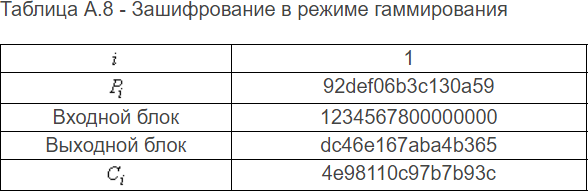 Таблица А.8 - Зашифрование в режиме гаммирования
i 1
P_i 92def06b3c130a59
Входной блок 1234567800000000
Выходной блок dc46e167aba4b365
C_i 4e98110c97b7b93c